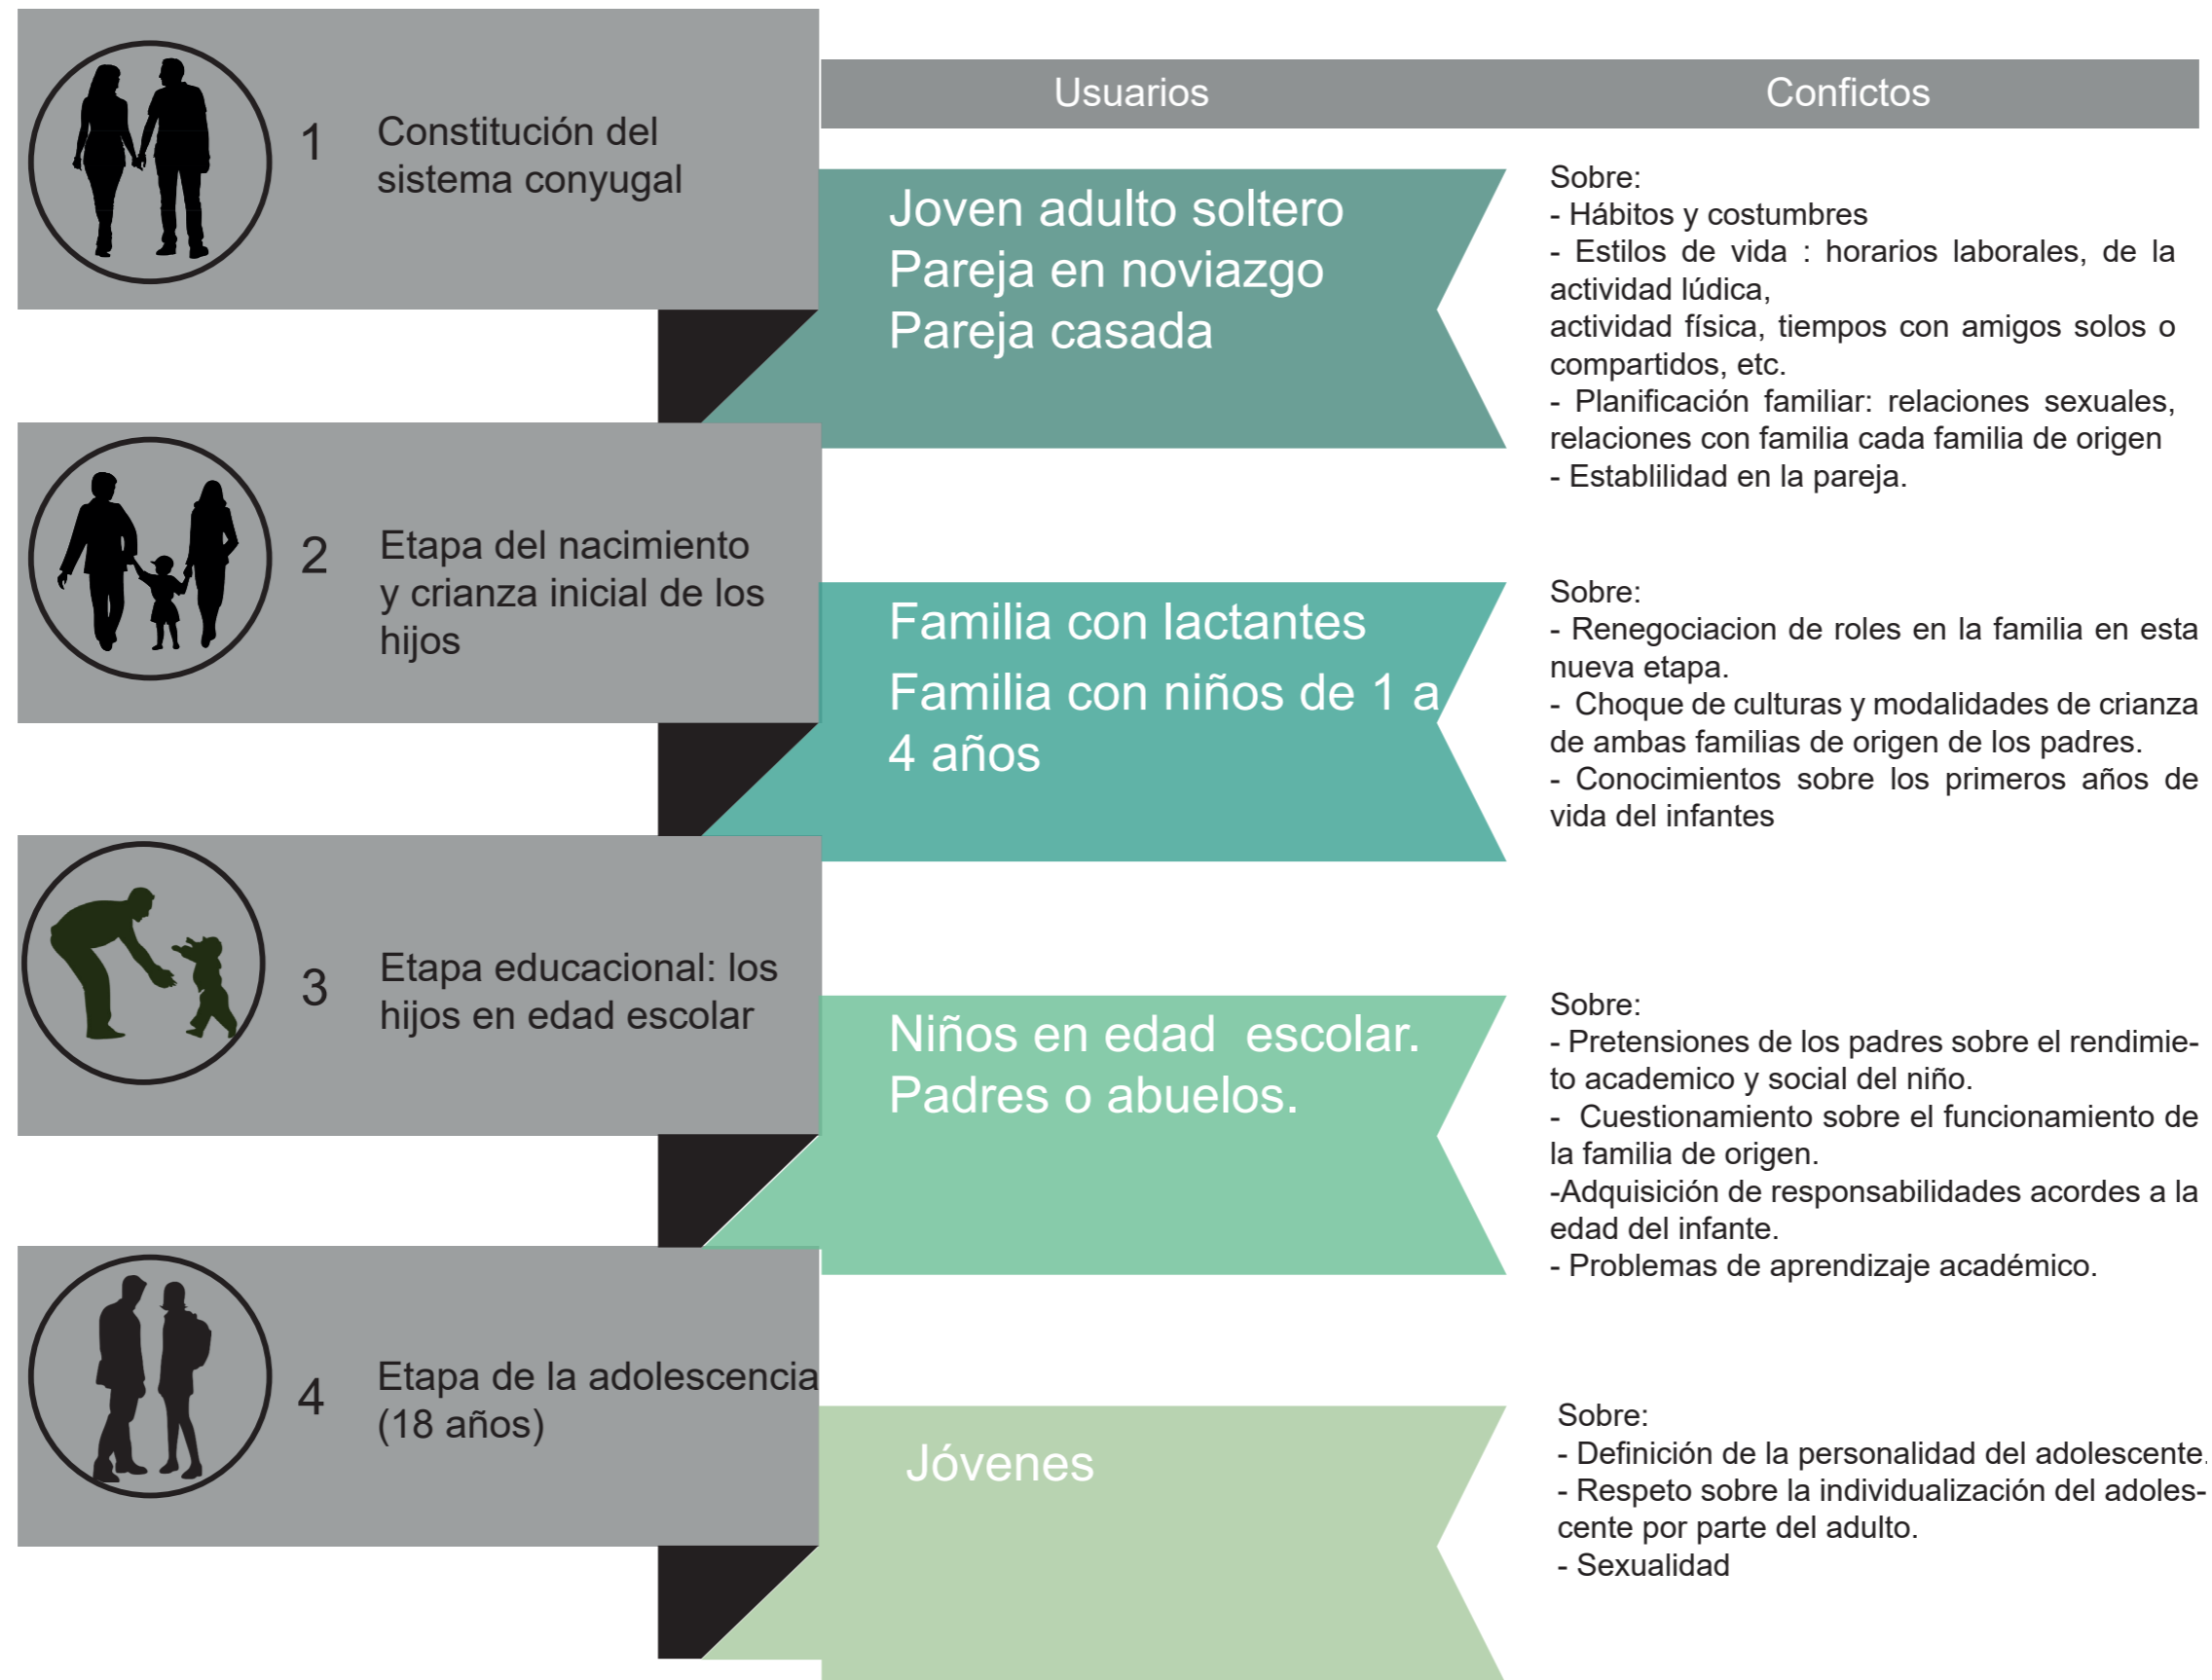 Usuarios
Confictos
1
Constitución del
sistema conyugal
Joven adulto soltero
Pareja en noviazgo
Pareja casada
Sobre:
- Hábitos y costumbres
- Estilos de vida : horarios laborales, de la
actividad lúdica,
actividad física, tiempos con amigos solos o
compartidos, etc.
- Planificación familiar: relaciones sexuales,
relaciones con familia cada familia de origen
- Establilidad en la pareja.
2
Etapa del nacimiento
y crianza inicial de los
hijos
Familia con lactantes
Familia con niños de 1 a
4 años
Sobre:
- Renegociacion de roles en la familia en esta
nueva etapa.
- Choque de culturas y modalidades de crianza
de ambas familias de origen de los padres.
- Conocimientos sobre los primeros años de
vida del infantes
3
Etapa educacional: los
hijos en edad escolar
Niños en edad escolar.
Padres o abuelos.
Sobre:
- Pretensiones de los padres sobre el rendimie-
to academico y social del niño.
- Cuestionamiento sobre el funcionamiento de
la familia de origen.
-Adquisición de responsabilidades acordes a la
edad del infante.
- Problemas de aprendizaje académico.
4
Etapa de la adolescencia
(18 años)
Jóvenes
Sobre:
- Definición de la personalidad del adolescente.
- Respeto sobre la individualización del adoles-
cente por parte del adulto.
- Sexualidad